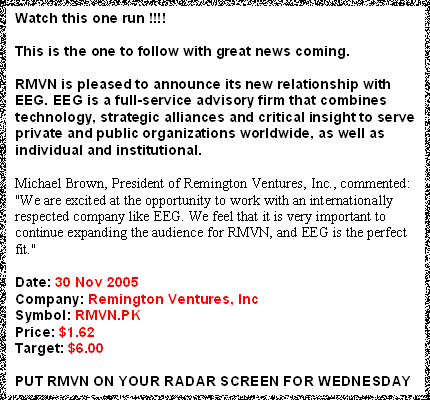 Watch this one run !!!!
This is the one to follow with great news coming.
RMVN is pleased to announce its new relationship with
EEG. EEG is a full-service advisory firm that combines
technology, strategic alliances and critical insight to serve
private and public organizations worldwide, as well as
individual and institutional.
Michael Brown, President of Remington Ventures, Inc., commented:
"We are excited at the opportunity to work with an internationally
respected company like EEG. We feel that it is very important to
continue expanding the audience for RMVN, and EEG is the perfect
fit."
Date: 30 Nov 2005
Company: Remington Ventures, Inc
Symbol: RMVN.PK
Price: $1.62
Target: $6.00
PUT RMVN ON YOUR RADAR SCREEN FOR WEDNESDAY